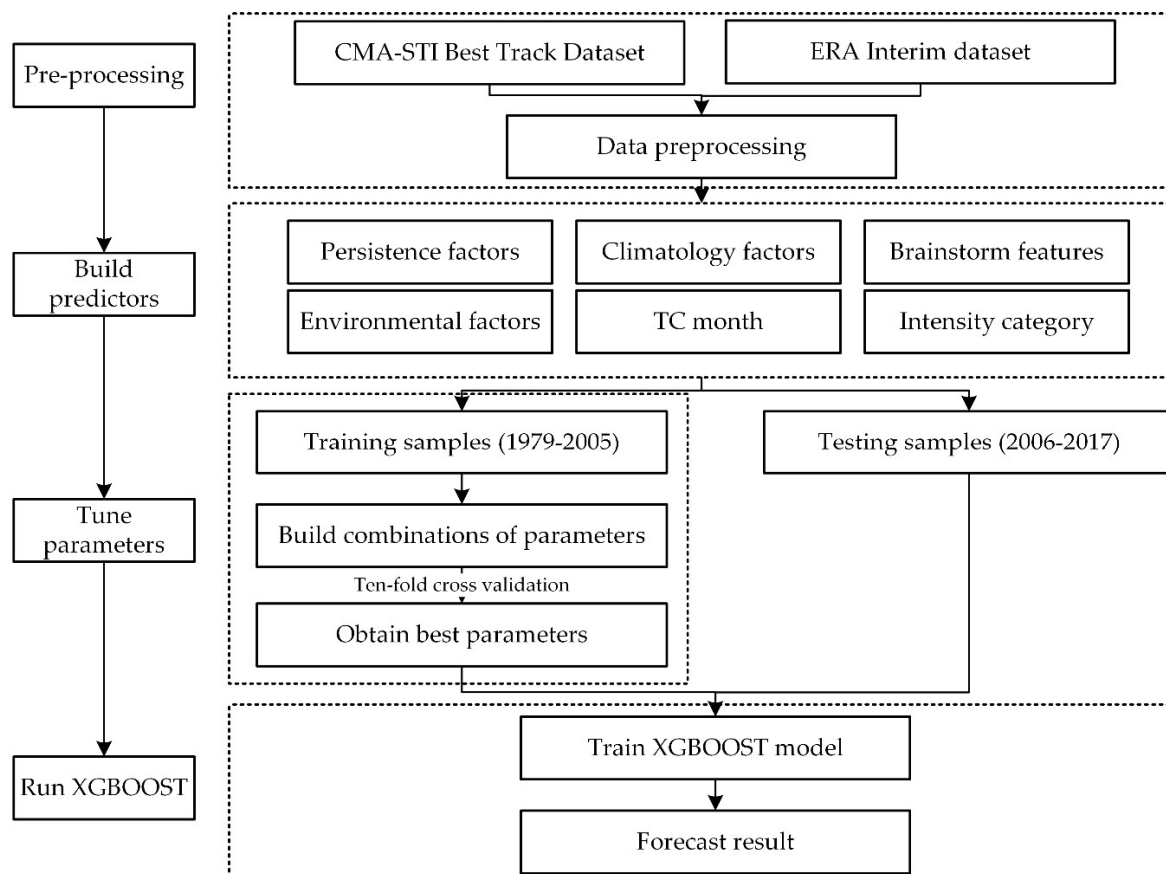 Pre-processing
CMA-STI Best Track Dataset
ERA Interim dataset
Data preprocessing
Build
predictors
Persistence factors
Climatology factors
Brainstorm features
Environmental factors
TC month
Intensity category
Tune
parameters
Training samples (1979-2005)
Testing samples (2006-2017)
Build combinations of parameters
Ten-fold cross validation
Obtain best parameters
Run XGBOOST
Train XGBOOST model
Forecast result